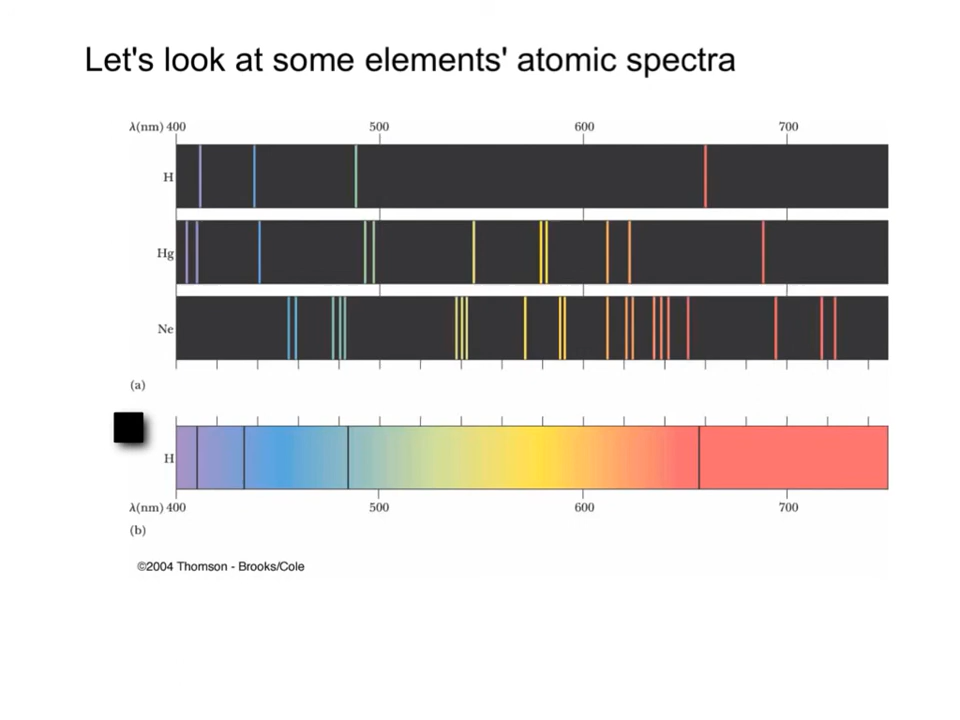 Let's look at some elements' atomic spectra
λ(nm) 400 500 600 700
H
Hg
Ne
(a)
H
λ(nm) 400 500 600 700
(b)
©2004 Thomson - Brooks/Cole